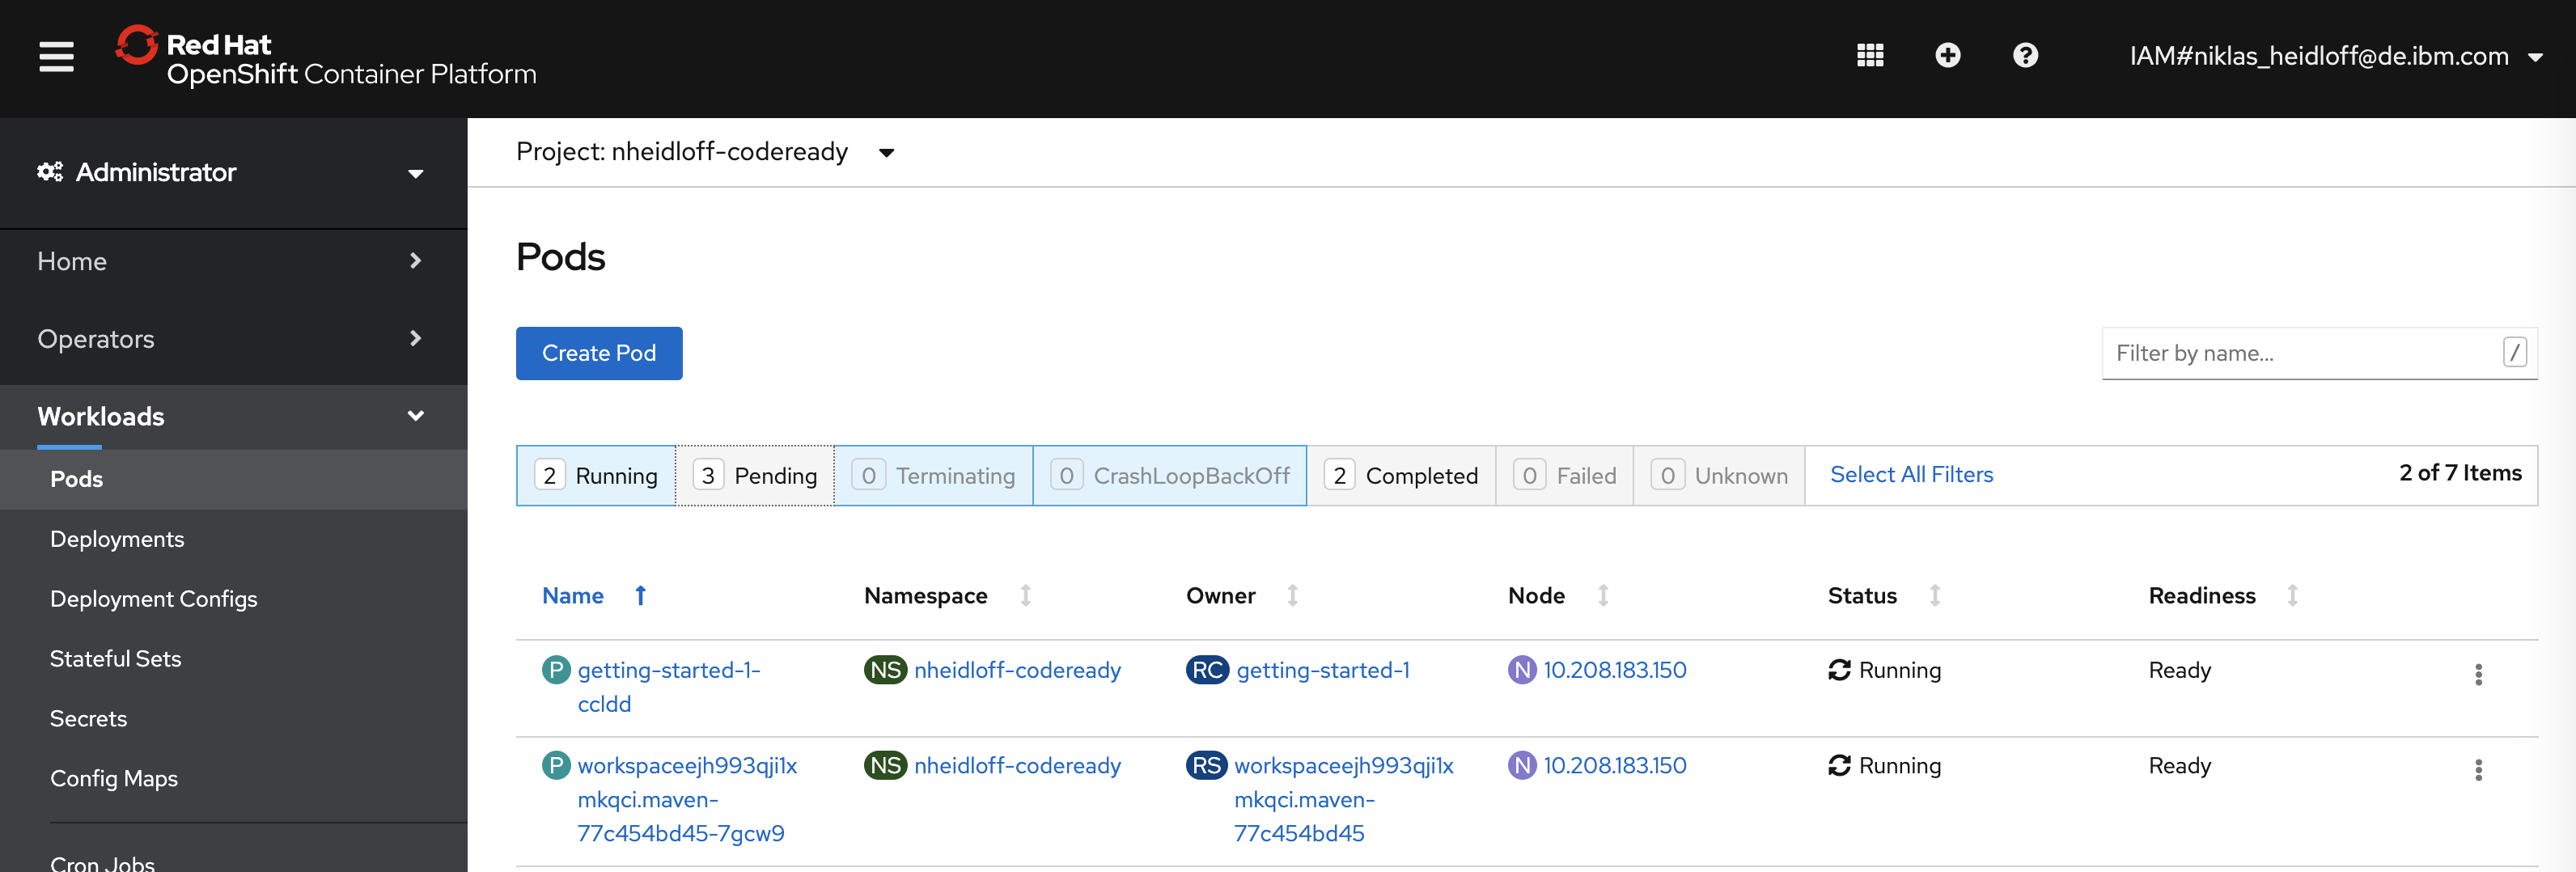 Red Hat
OpenShift Container Platform
IAM#niklas_heidloff@de.ibm.com
Administrator
Home
Operators
Workloads
Pods
Deployments
Deployment Configs
Stateful Sets
Secrets
Config Maps
Cron Jobs
Project: nheidloff-codeready
Pods
Create Pod
Filter by name...
/
2 Running 3 Pending 0 Terminating 0 CrashLoopBackOff 2 Completed 0 Failed 0 Unknown Select All Filters 2 of 7 Items
Name Namespace Owner Node Status Readiness
P getting-started-1- NS nheidloff-codeready RC getting-started-1 N 10.208.183.150 Running Ready
ccldd
P workspaceejh993qji1x NS nheidloff-codeready RS workspaceejh993qji1x N 10.208.183.150 Running Ready
mkqci.maven- mkqci.maven-
77c454bd45-7gcw9 77c454bd45